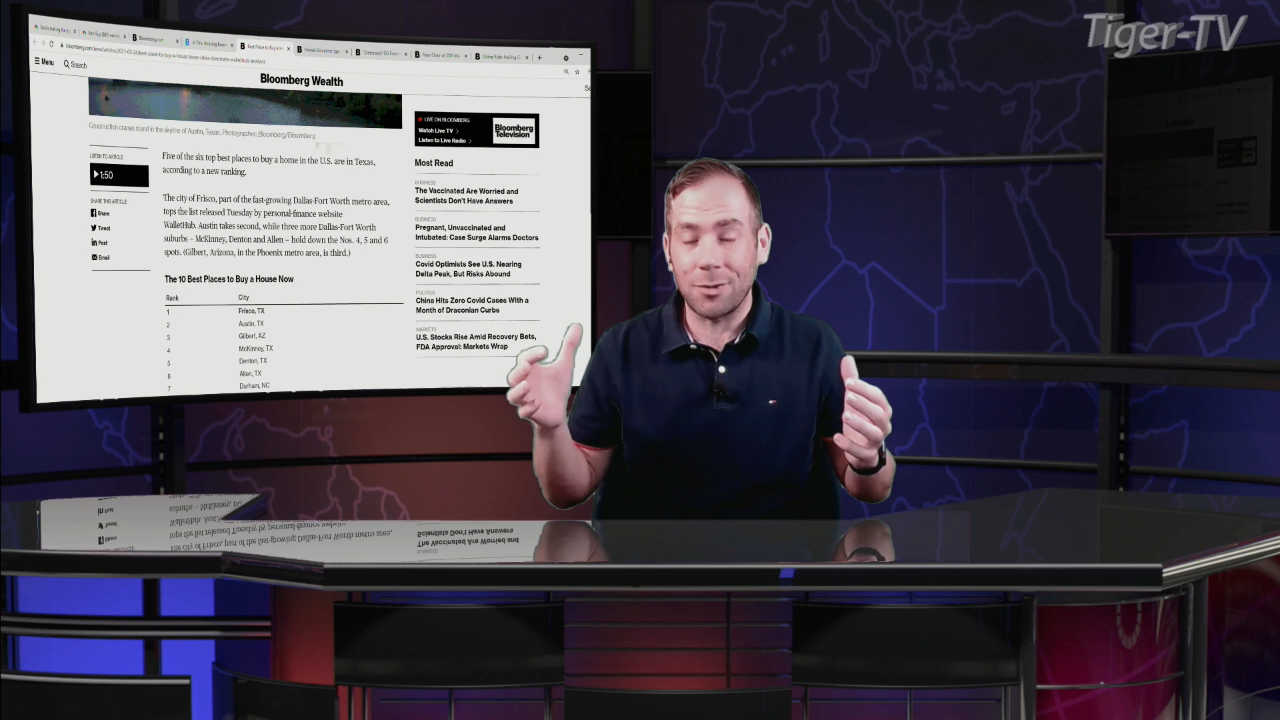 Tiger-TV
Menu
Search
Bloomberg Wealth
Construction cranes stand in the skyline of Austin, Texas. Photographer: Bloomberg/Bloomberg
LISTEN TO ARTICLE
1:50
SHARE THIS ARTICLE
Share
Tweet
Post
Email
Five of the six top best places to buy a home in the U.S. are in Texas,
according to a new ranking.
The city of Frisco, part of the fast-growing Dallas-Fort Worth metro area,
tops the list released Tuesday by personal-finance website
WalletHub. Austin takes second, while three more Dallas-Fort Worth
suburbs – McKinney, Denton and Allen – hold down the Nos. 4, 5 and 6
spots. (Gilbert, Arizona, in the Phoenix metro area, is third.)
The 10 Best Places to Buy a House Now
Rank City
1 Frisco, TX
2 Austin, TX
3 Gilbert, AZ
4 McKinney, TX
5 Denton, TX
6 Allen, TX
7 Durham, NC
LIVE ON BLOOMBERG
Watch Live TV
Listen to Live Radio
Bloomberg
Television
Most Read
BUSINESS
The Vaccinated Are Worried and
Scientists Don't Have Answers
BUSINESS
Pregnant, Unvaccinated and
Intubated: Case Surge Alarms Doctors
BUSINESS
Covid Optimists See U.S. Nearing
Delta Peak, But Risks Abound
POLITICS
China Hits Zero Covid Cases With a
Month of Draconian Curbs
MARKETS
U.S. Stocks Rise Amid Recovery Bets,
FDA Approval: Markets Wrap